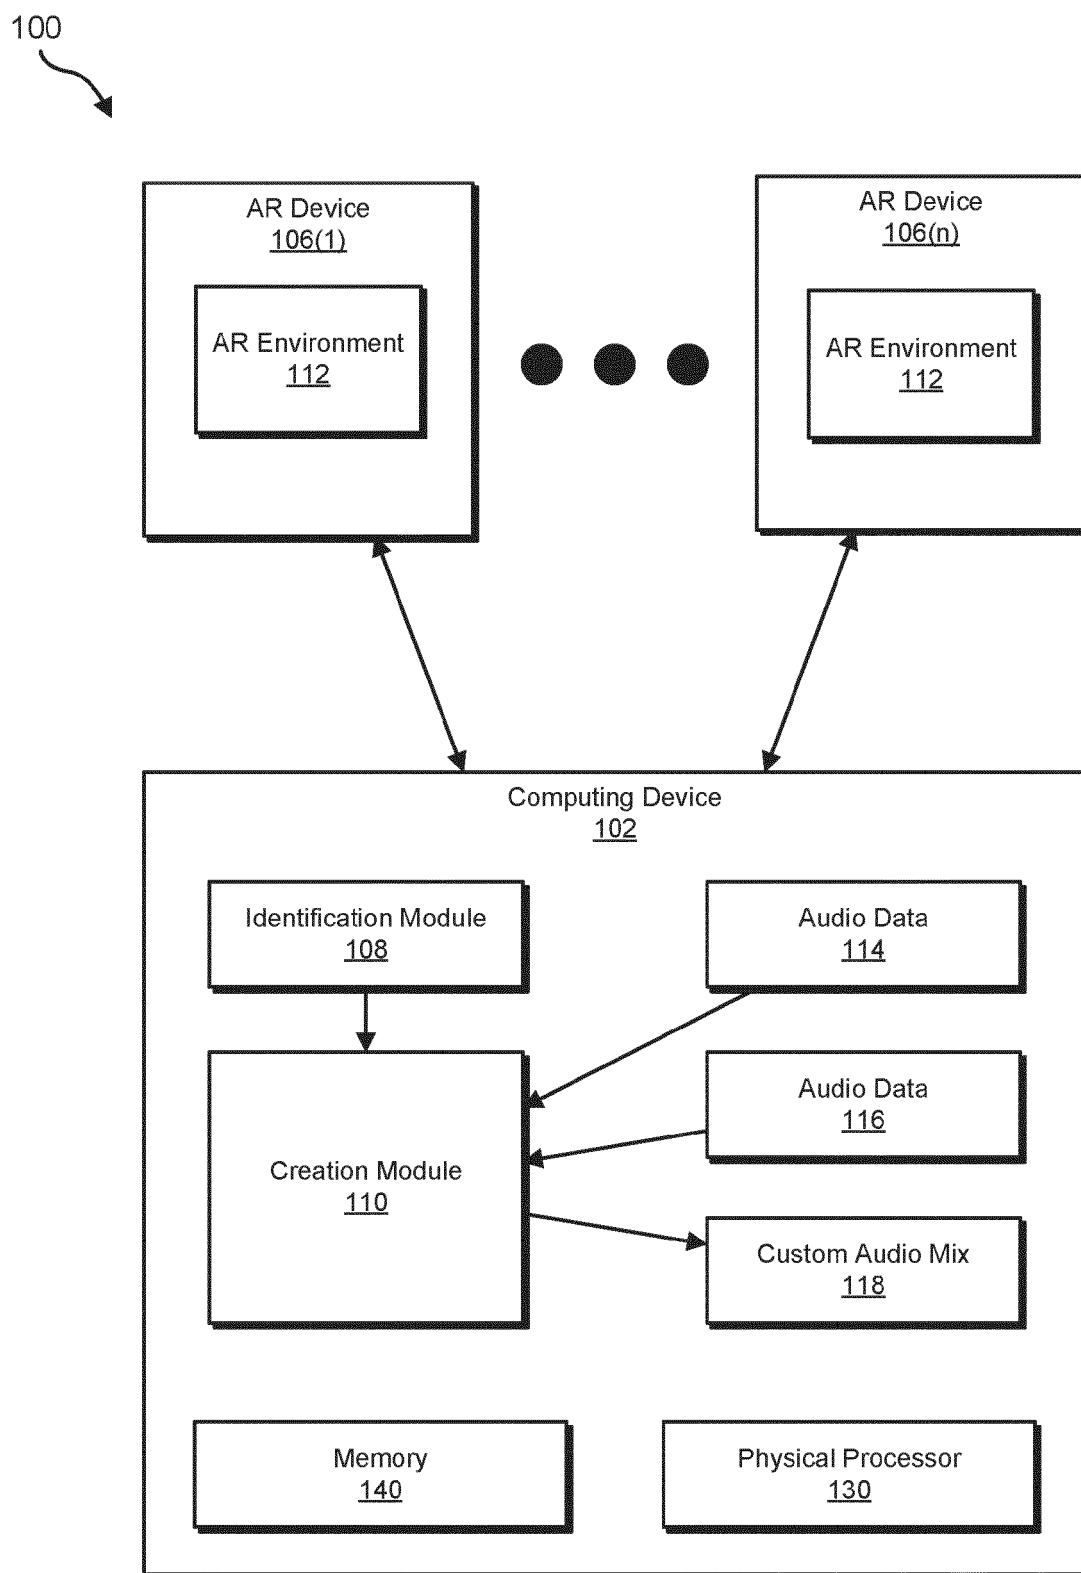 100
AR Device
106(1)
AR Environment
112
AR Device
106(n)
AR Environment
112
Computing Device
102
Identification Module
108
Audio Data
114
Creation Module
110
Audio Data
116
Custom Audio Mix
118
Memory
140
Physical Processor
130